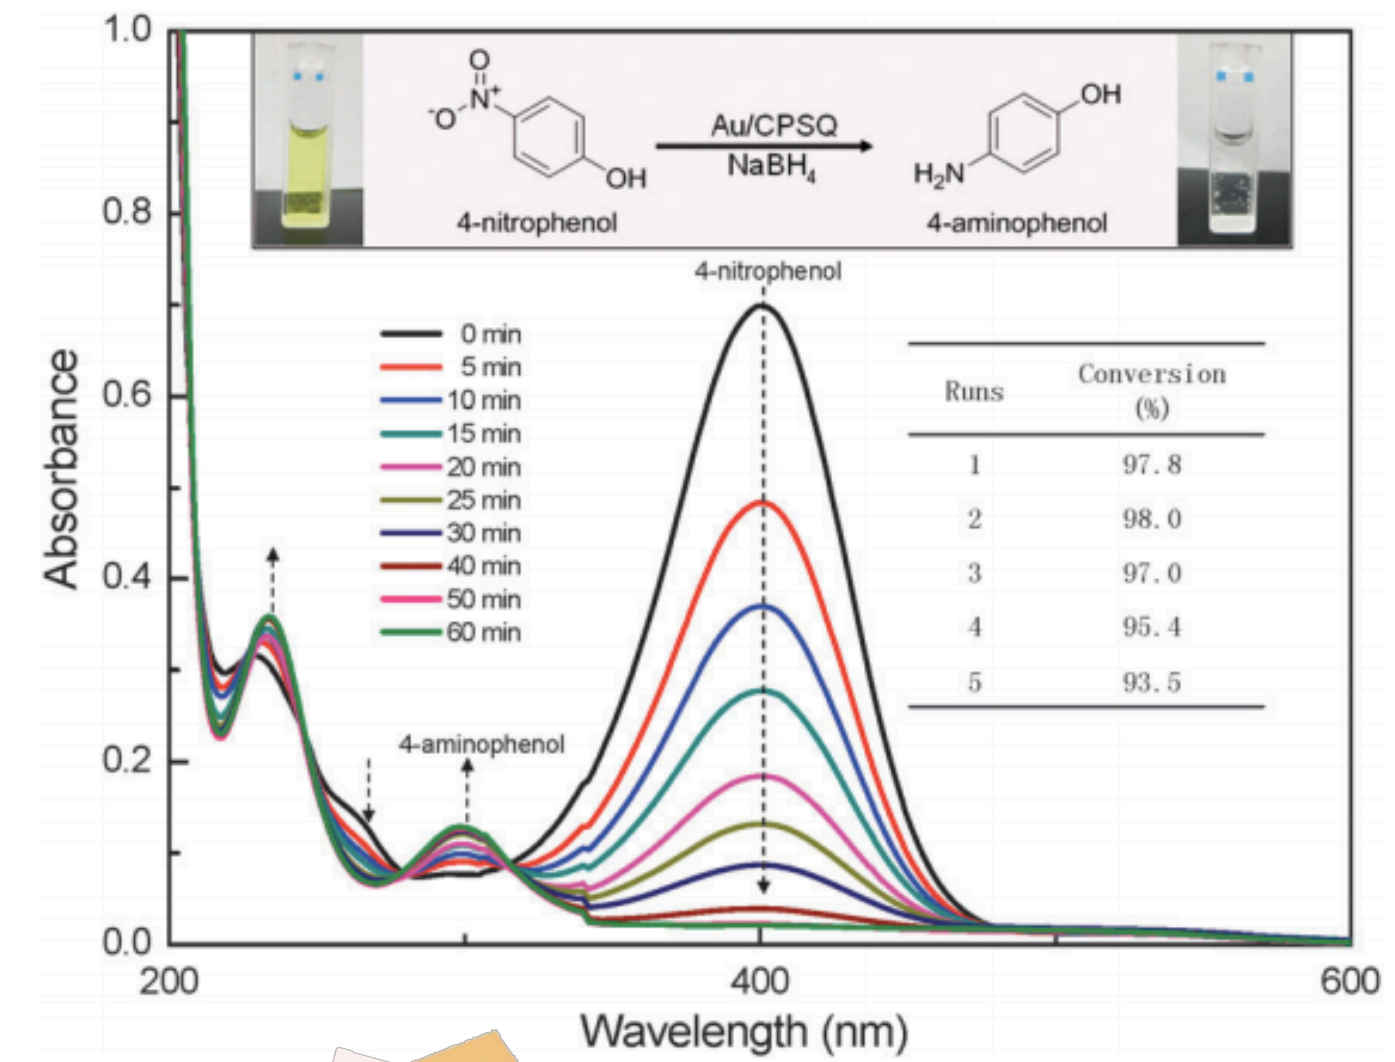 1.0
0.8
0.6
0.4
0.2
0.0
Absorbance
O
N+
-O
OH
4-nitrophenol
Au/CPSQ
NaBH4
OH
H2N
4-aminophenol
4-nitrophenol
0 min
5 min
10 min
15 min
20 min
25 min
30 min
40 min
50 min
60 min
Runs Conversion
(%)
1 97.8
2 98.0
3 97.0
4 95.4
5 93.5
4-aminophenol
200 400 600
Wavelength (nm)